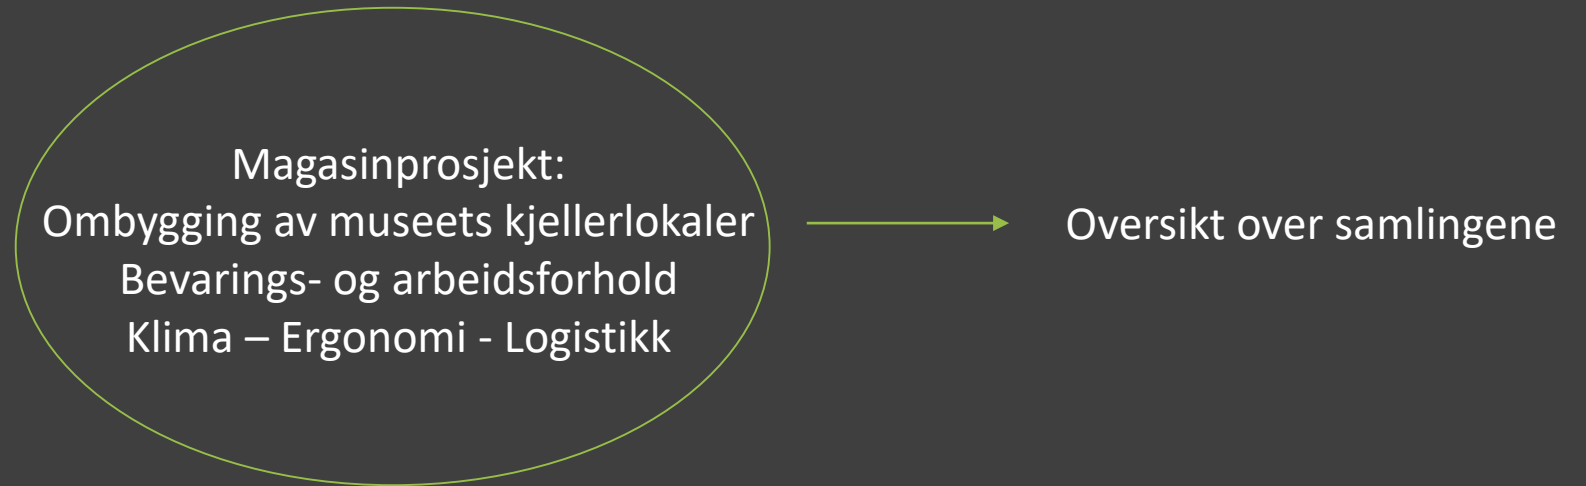 Magasinprosjekt:
Ombygging av museets kjellerlokaler
Bevarings- og arbeidsforhold
Klima – Ergonomi - Logistikk
Oversikt over samlingene